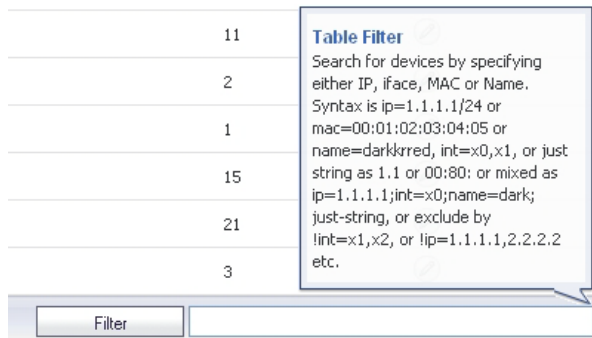 11
2
1
15
21
3
Table Filter
Search for devices by specifying
either IP, iface, MAC or Name.
Syntax is ip=1.1.1.1/24 or
mac=00:01:02:03:04:05 or
name=darkkrred, int=x0,x1, or just
string as 1.1 or 00:80: or mixed as
ip=1.1.1.1;int=x0;name=dark;
just-string, or exclude by
!int=x1,x2, or !ip=1.1.1.1,2.2.2.2
etc.
Filter